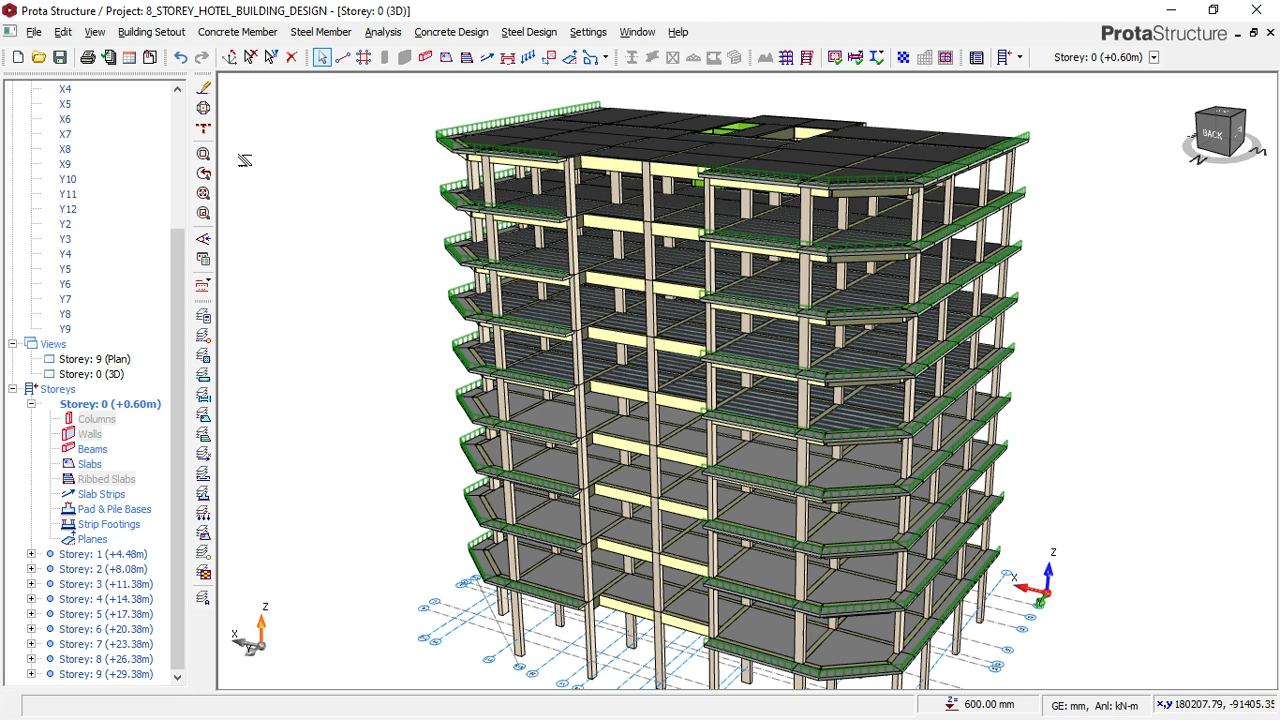 Prota Structure / Project: 8_STOREY_HOTEL_BUILDING_DESIGN - [Storey: 0 (3D)]
File Edit View Building Setout Concrete Member Steel Member Analysis Concrete Design Steel Design Settings Window Help
ProtaStructure
Storey: 0 (+0.60m)
X4
X5
X6
X7
X8
X9
Y10
Y11
Y12
Y2
Y3
Y4
Y5
Y6
Y7
Y8
Y9
Views
Storey: 9 (Plan)
Storey: 0 (3D)
Storeys
Storey: 0 (+0.60m)
Columns
Walls
Beams
Slabs
Ribbed Slabs
Slab Strips
Pad & Pile Bases
Strip Footings
Planes
Storey: 1 (+4.48m)
Storey: 2 (+8.08m)
Storey: 3 (+11.38m)
Storey: 4 (+14.38m)
Storey: 5 (+17.38m)
Storey: 6 (+20.38m)
Storey: 7 (+23.38m)
Storey: 8 (+26.38m)
Storey: 9 (+29.38m)
BACK
Z
X
Z
X
Z= 600.00 mm
GE: mm, Anl: kN-m
x,y 180207.79, -91405.35